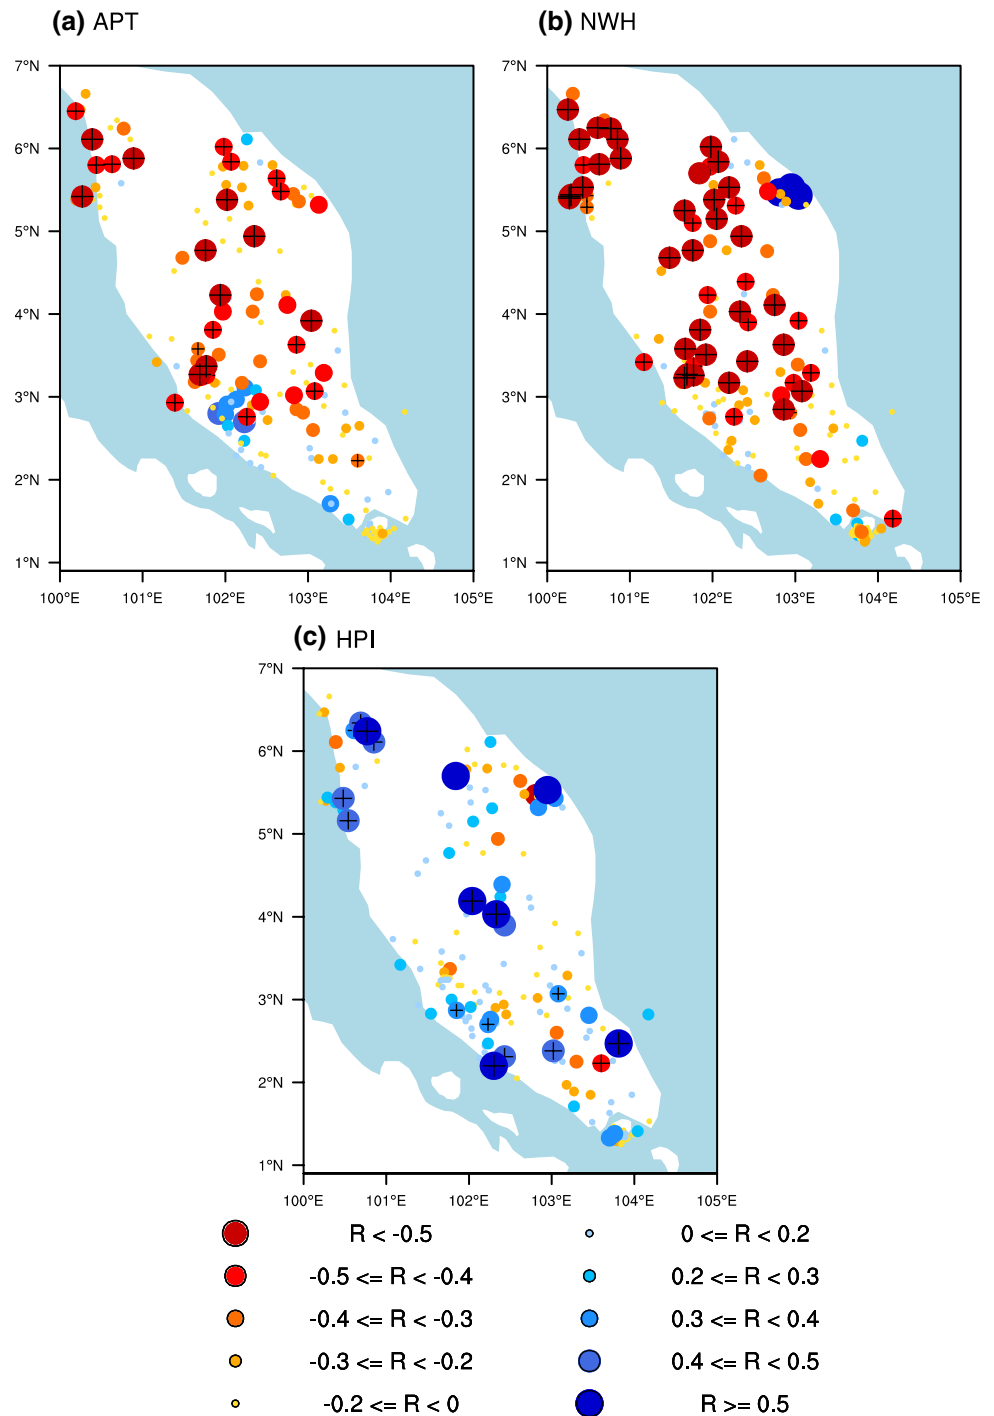 (a) APT
(b) NWH
7°N
6°N
5°N
4°N
3°N
2°N
1°N
100°E 101°E 102°E 103°E 104°E 105°E
7°N
6°N
5°N
4°N
3°N
2°N
1°N
100°E 101°E 102°E 103°E 104°E 105°E
(c) HPI
7°N
6°N
5°N
4°N
3°N
2°N
1°N
100°E 101°E 102°E 103°E 104°E 105°E
R < -0.5
-0.5 <= R < -0.4
-0.4 <= R < -0.3
-0.3 <= R < -0.2
-0.2 <= R < 0
0 <= R < 0.2
0.2 <= R < 0.3
0.3 <= R < 0.4
0.4 <= R < 0.5
R >= 0.5